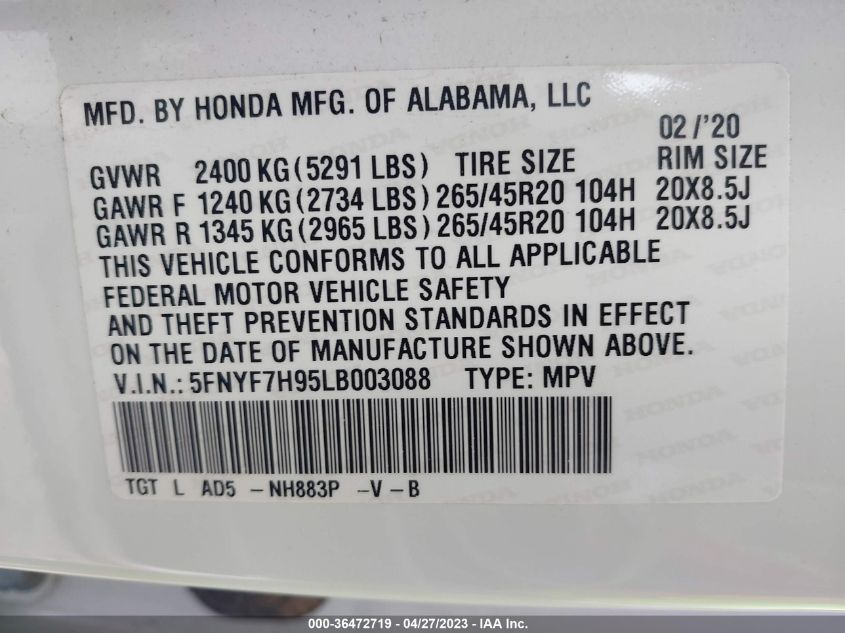 MFD. BY HONDA MFG. OF ALABAMA, LLC
02/'20
GVWR 2400 KG (5291 LBS) TIRE SIZE RIM SIZE
GAWR F 1240 KG (2734 LBS) 265/45R20 104H 20X8.5J
GAWR R 1345 KG (2965 LBS) 265/45R20 104H 20X8.5J
THIS VEHICLE CONFORMS TO ALL APPLICABLE
FEDERAL MOTOR VEHICLE SAFETY
AND THEFT PREVENTION STANDARDS IN EFFECT
ON THE DATE OF MANUFACTURE SHOWN ABOVE.
V.I.N.: 5FNYF7H95LB003088 TYPE: MPV
TGT L AD5 - NH883P - V - B
000-36472719 - 04/27/2023 - IAA Inc.